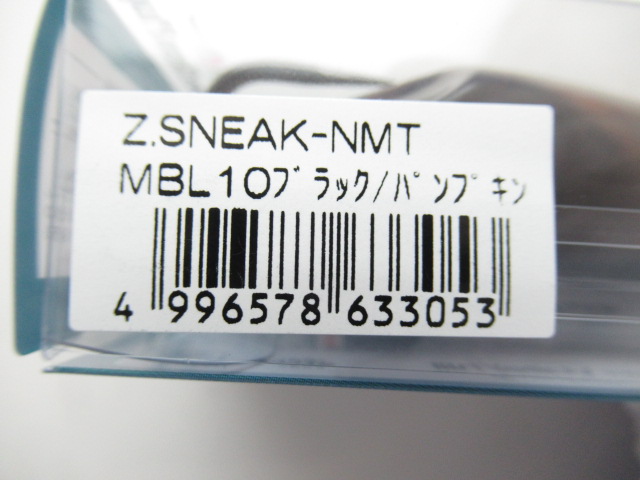 Z.SNEAK-NMT
MBL10ﾌﾞﾗｯｸ/ﾊﾟﾝﾌﾟｷﾝ
4 996578 633053